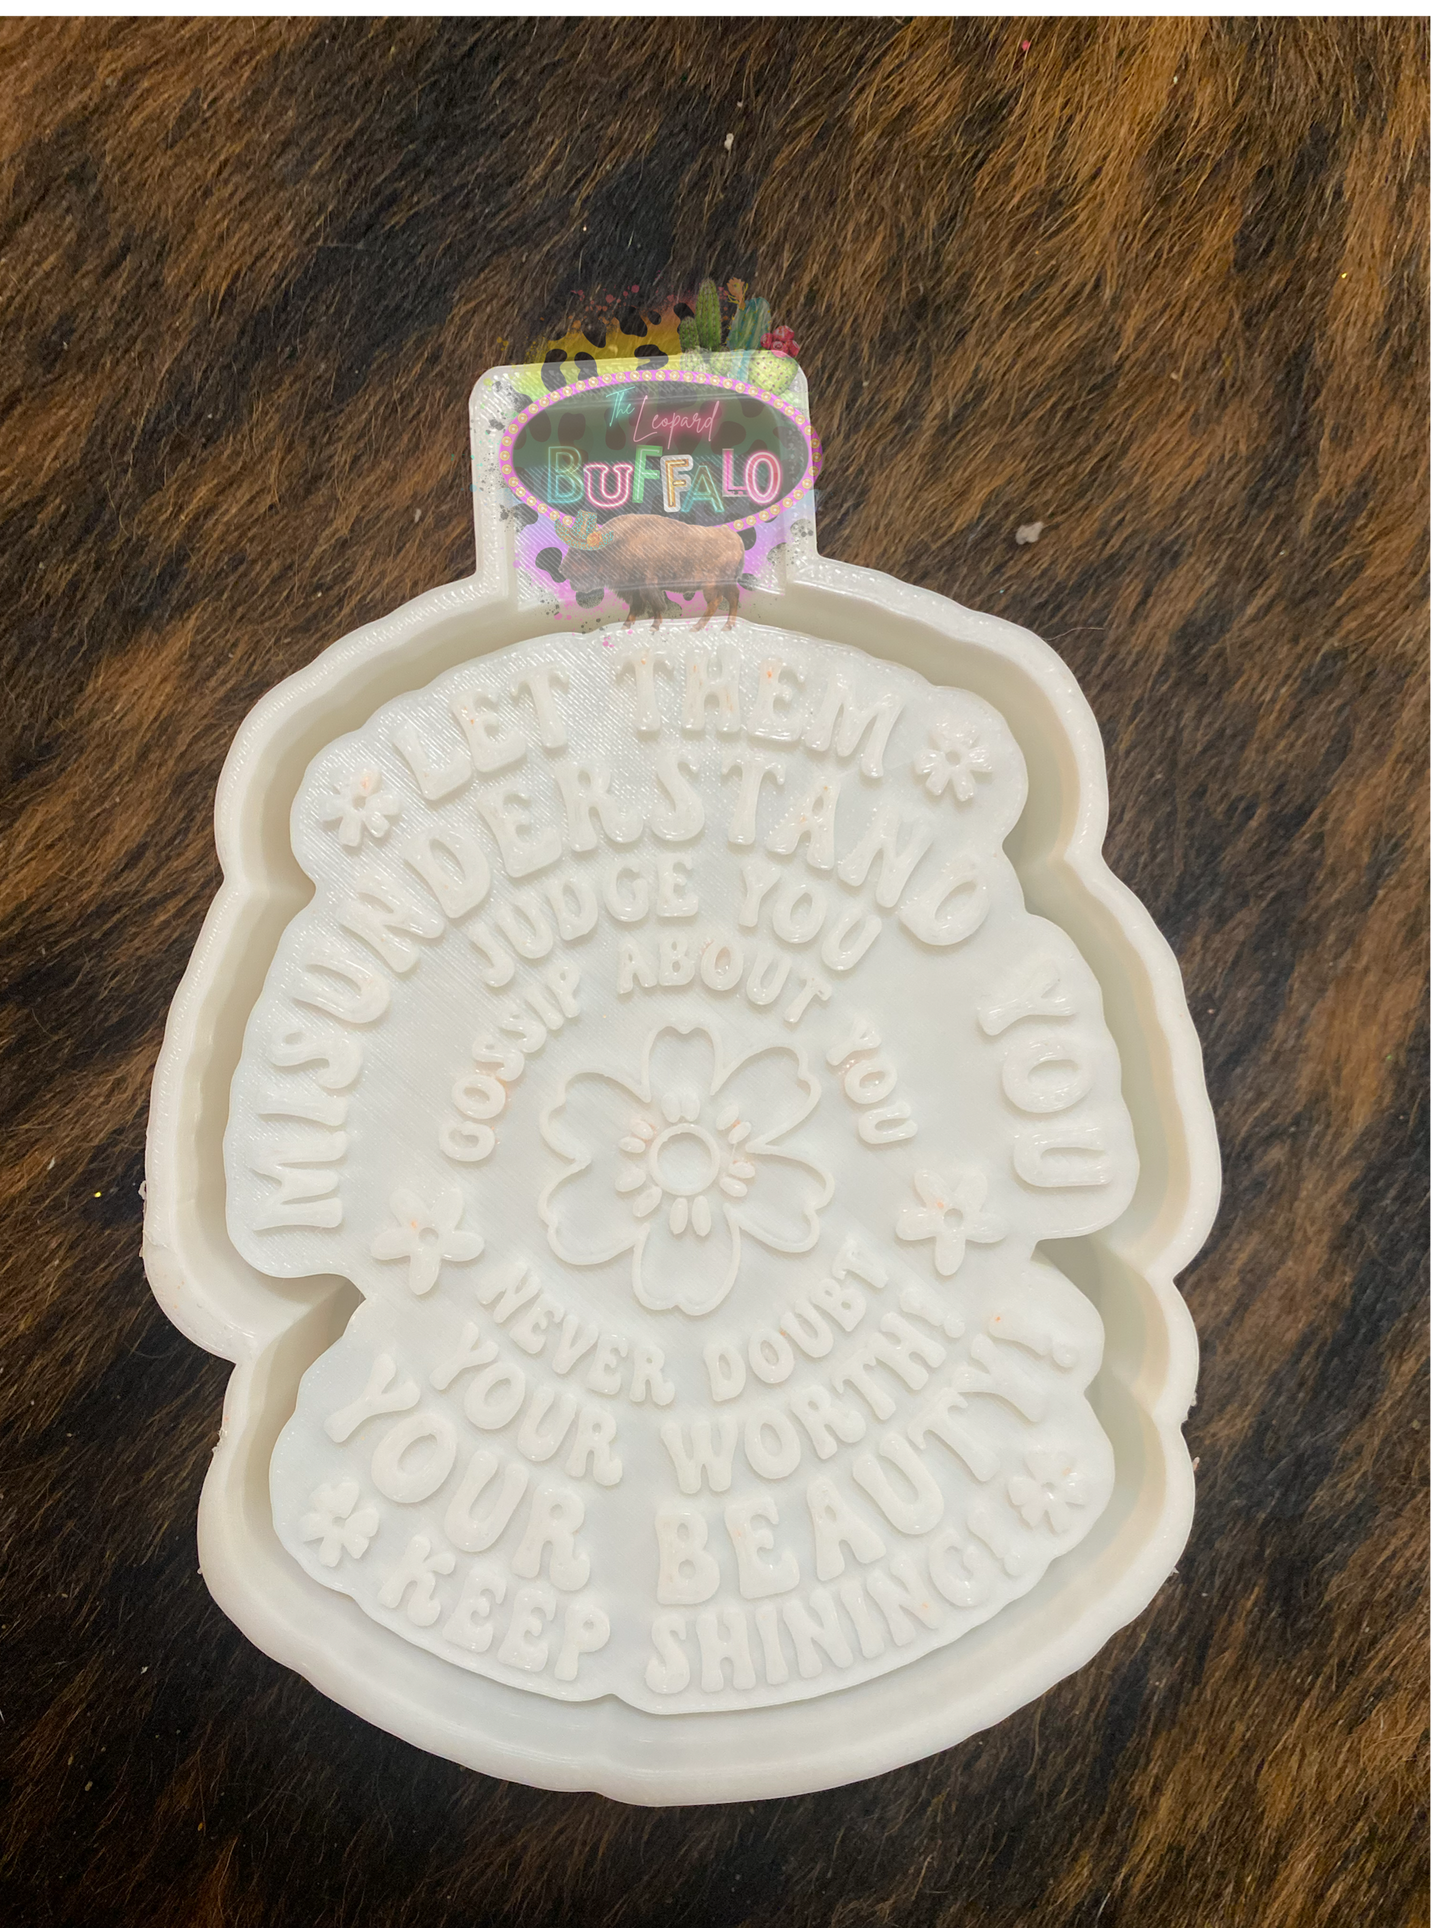 The Leopard
BUFFALO
LET THEM
MISUNDERSTAND YOU
JUDGE YOU
GOSSIP ABOUT YOU
NEVER DOUBT
YOUR WORTH!
YOUR BEAUTY!
KEEP SHINING!